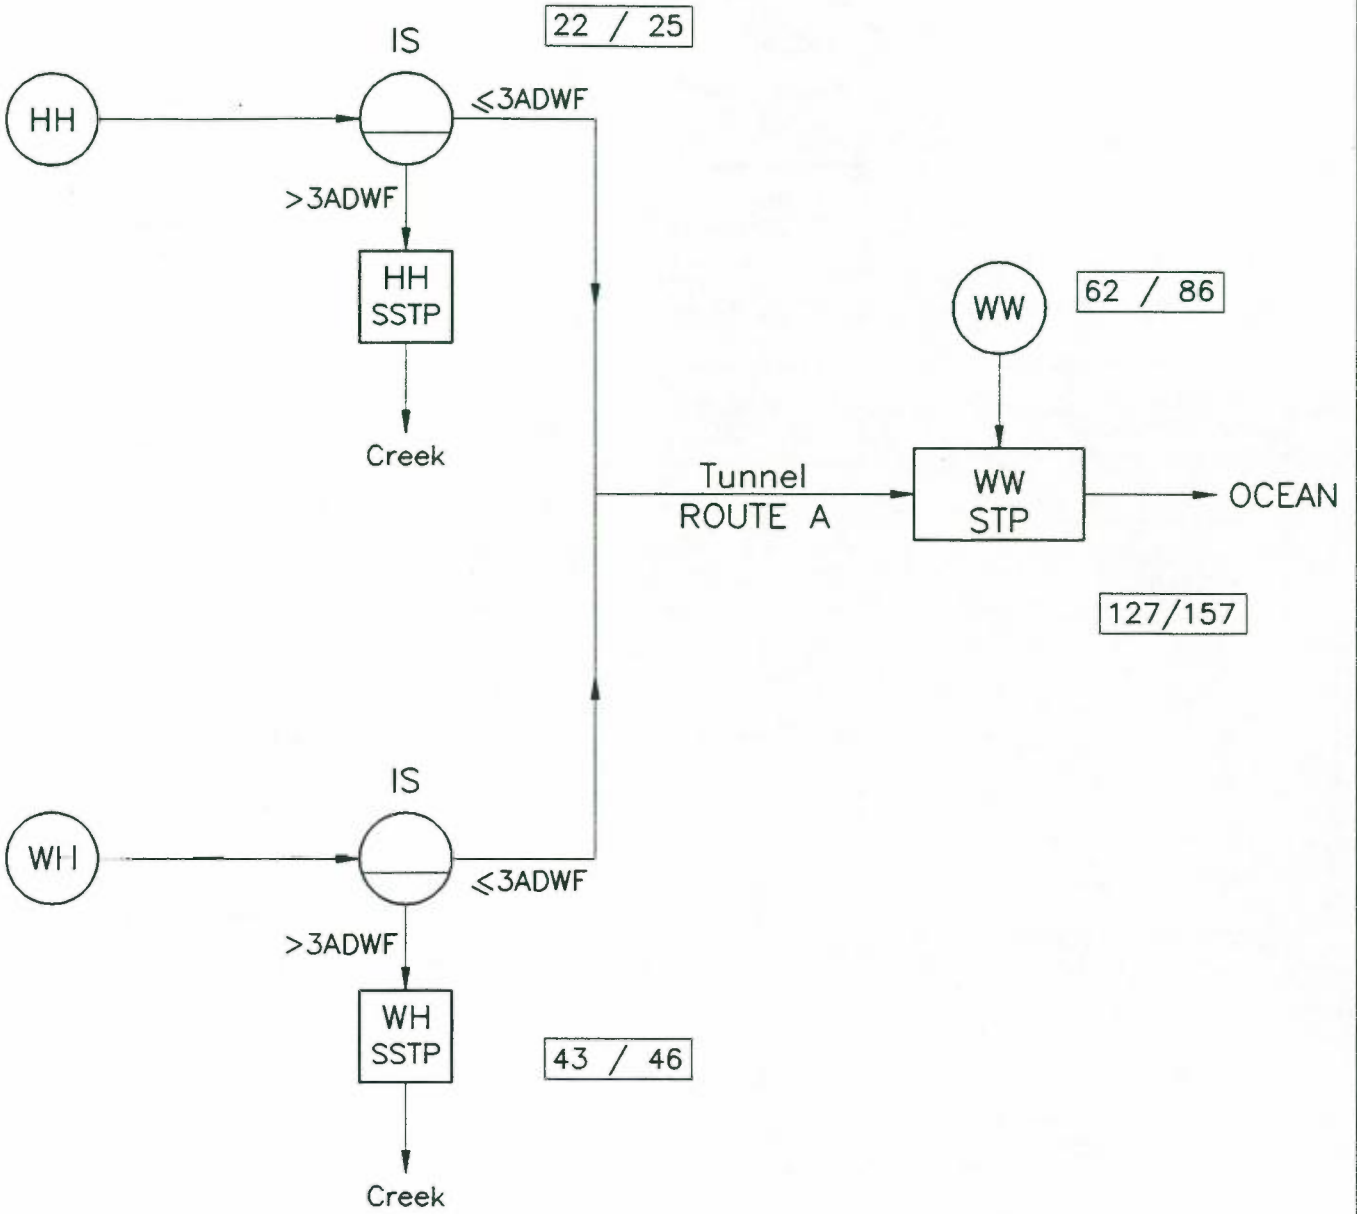 22 / 25
IS
HH
≤3ADWF
>3ADWF
HH
SSTP
Creek
WW
62 / 86
Tunnel
ROUTE A
WW
STP
OCEAN
127/157
IS
WH
≤3ADWF
>3ADWF
WH
SSTP
43 / 46
Creek